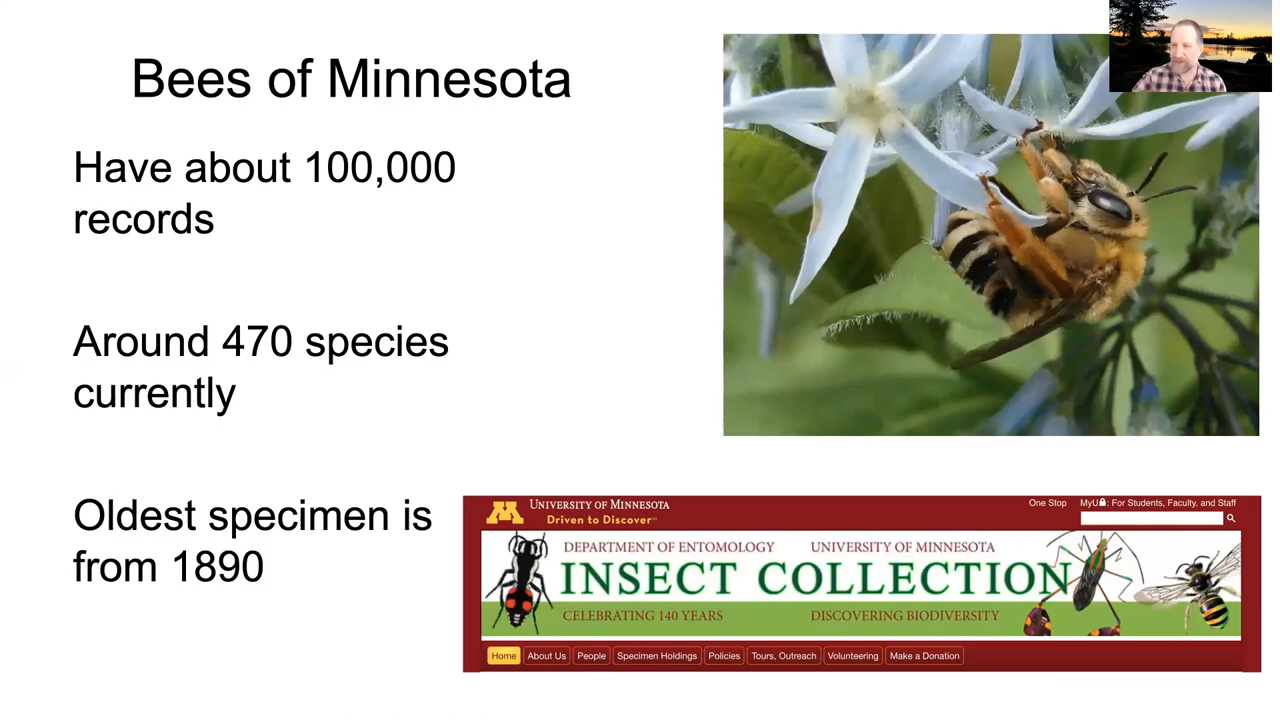 Bees of Minnesota
Have about 100,000
records
Around 470 species
currently
Oldest specimen is
from 1890
UNIVERSITY OF MINNESOTA
Driven to Discover℠
One Stop
MyU: For Students, Faculty, and Staff
DEPARTMENT OF ENTOMOLOGY
UNIVERSITY OF MINNESOTA
INSECT COLLECTION
CELEBRATING 140 YEARS
DISCOVERING BIODIVERSITY
Home
About Us
People
Specimen Holdings
Policies
Tours, Outreach
Volunteering
Make a Donation